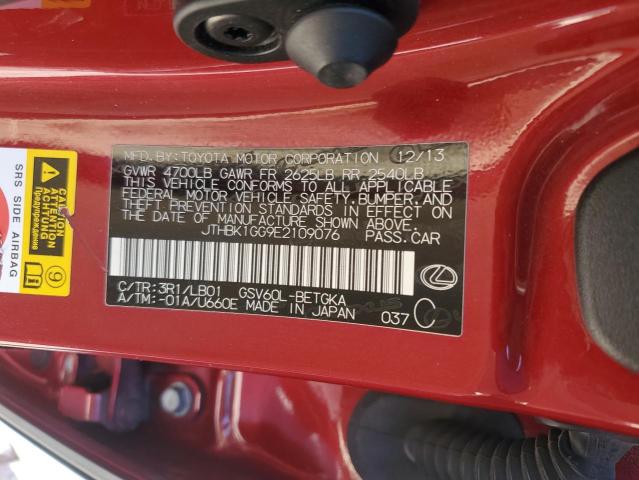 MFD. BY: TOYOTA MOTOR CORPORATION 12/13
GVWR 4700LB GAWR FR 2625LB RR 2540LB
THIS VEHICLE CONFORMS TO ALL APPLICABLE
FEDERAL MOTOR VEHICLE SAFETY, BUMPER,
AND THEFT PREVENTION STANDARDS IN EFFECT
ON THE DATE OF MANUFACTURE SHOWN ABOVE.
JTHBK1GG9E2109076 PASS.CAR
C/TR: 3R1/LB01 GSV60L-BETGKA
A/TM: -01A/U660E MADE IN JAPAN 037 C
SRS SIDE AIRBAG
CAUTION
ATTENTION
Предупреждение
9